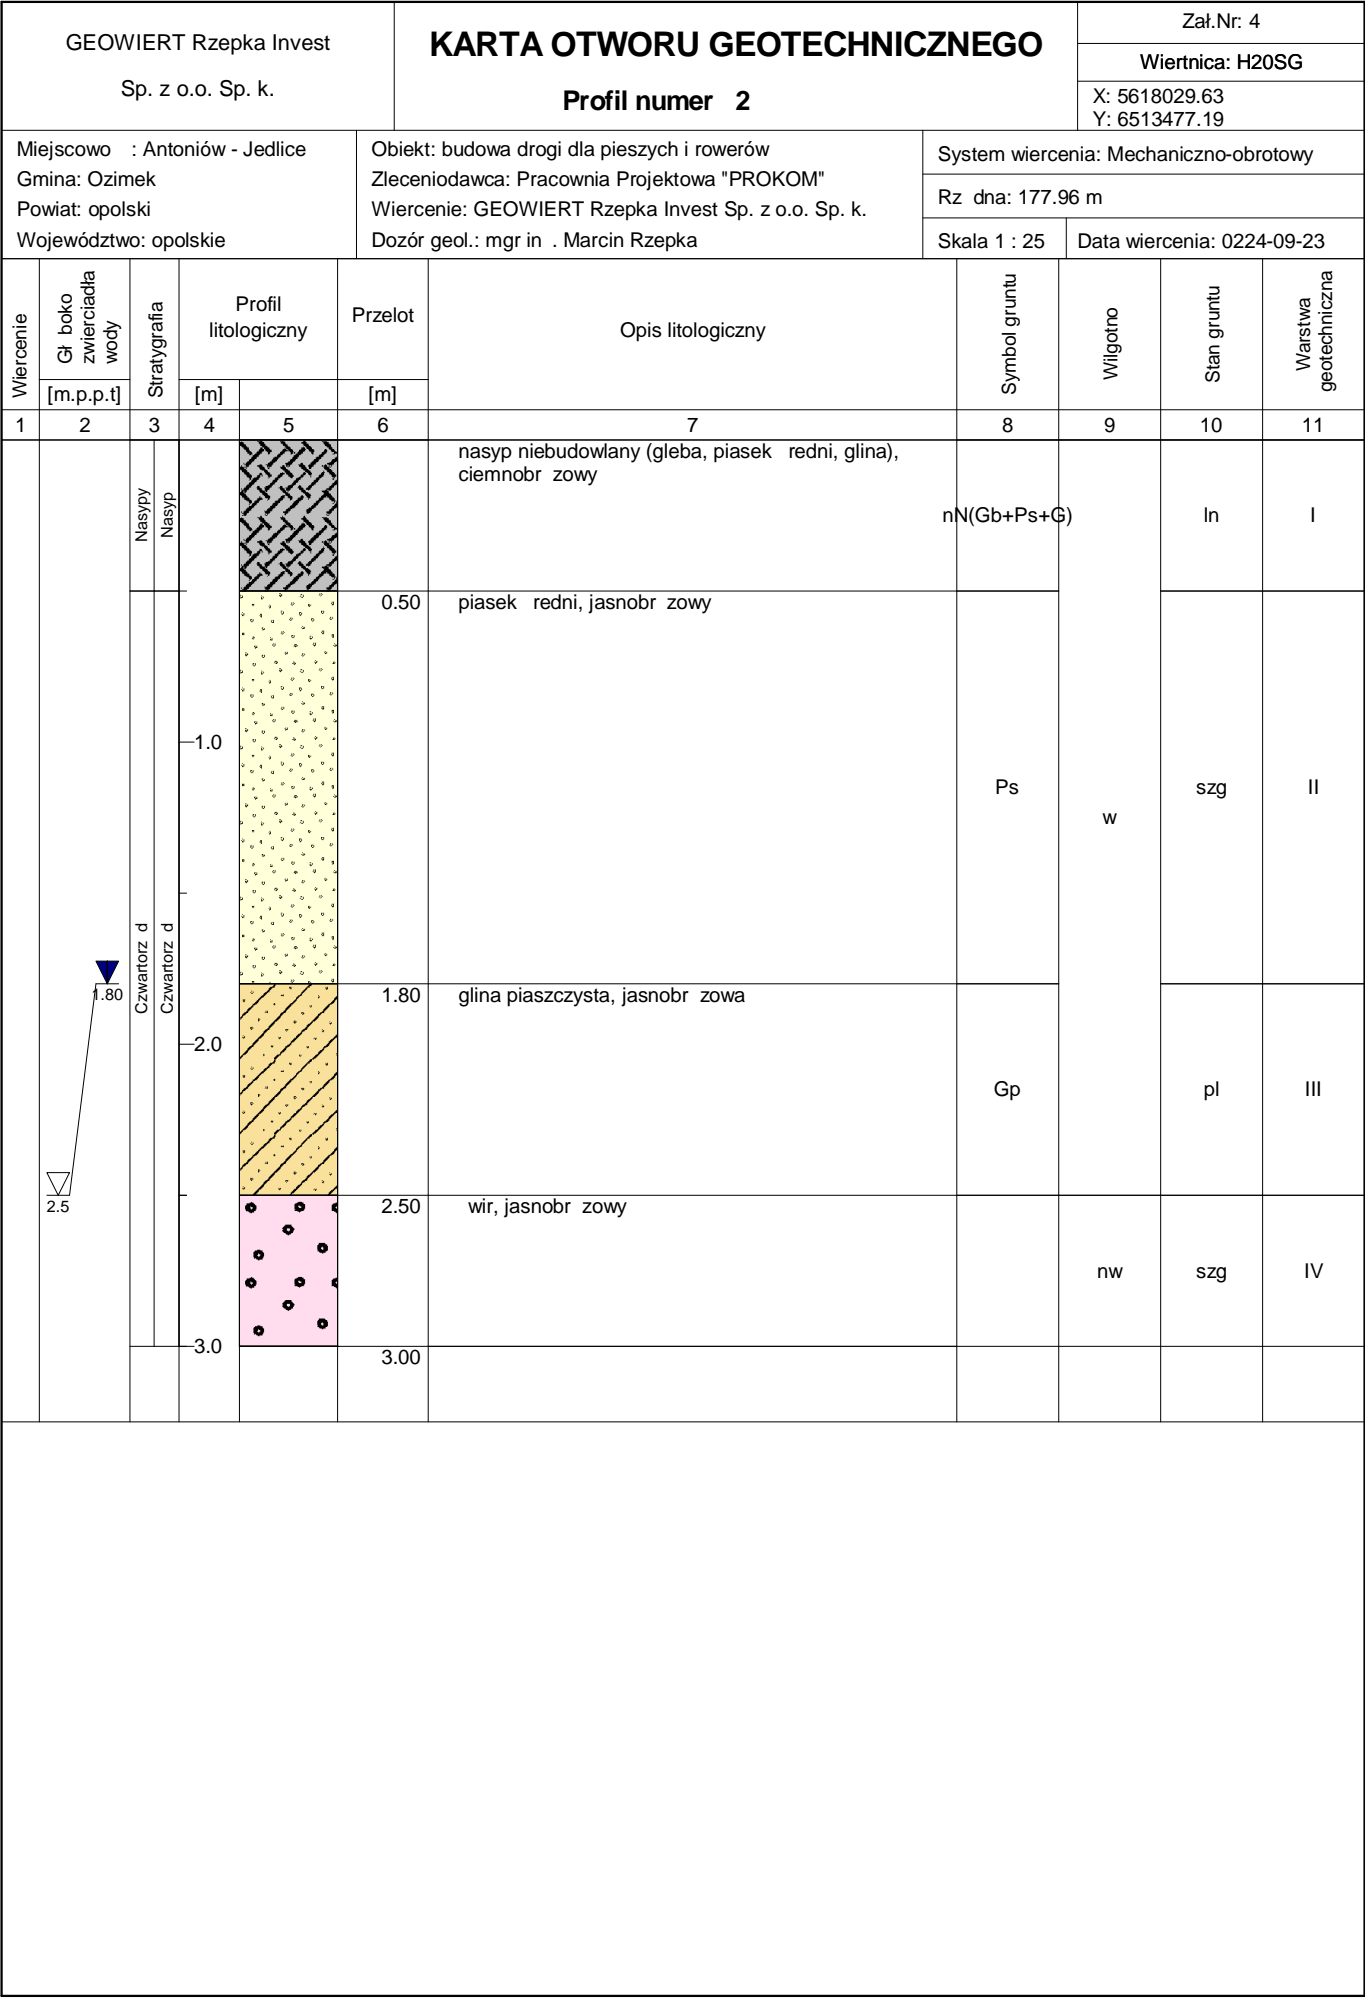 GEOWIERT Rzepka Invest
Sp. z o.o. Sp. k.
KARTA OTWORU GEOTECHNICZNEGO
Profil numer 2
Zał.Nr: 4
Wiertnica: H20SG
X: 5618029.63
Y: 6513477.19
Miejscowo : Antoniów - Jedlice
Gmina: Ozimek
Powiat: opolski
Województwo: opolskie
Obiekt: budowa drogi dla pieszych i rowerów
Zleceniodawca: Pracownia Projektowa "PROKOM"
Wiercenie: GEOWIERT Rzepka Invest Sp. z o.o. Sp. k.
Dozór geol.: mgr in . Marcin Rzepka
System wiercenia: Mechaniczno-obrotowy
Rz dna: 177.96 m
Skala 1 : 25
Data wiercenia: 0224-09-23
Wiercenie
Gł boko
zwierciadła
wody
[m.p.p.t]
Stratygrafia
Profil
litologiczny
[m]
Przelot
[m]
Opis litologiczny
Symbol gruntu
Wilgotno
Stan gruntu
Warstwa
geotechniczna
1 2 3 4 5 6 7 8 9 10 11
Nasypy
Nasyp
nasyp niebudowlany (gleba, piasek redni, glina),
ciemnobr zowy
nN(Gb+Ps+G)
ln
I
0.50
piasek redni, jasnobr zowy
1.0
Ps
w
szg
II
Czwartorz d
Czwartorz d
1.80
1.80
glina piaszczysta, jasnobr zowa
2.0
Gp
pl
III
2.5
2.50
wir, jasnobr zowy
nw
szg
IV
3.0
3.00